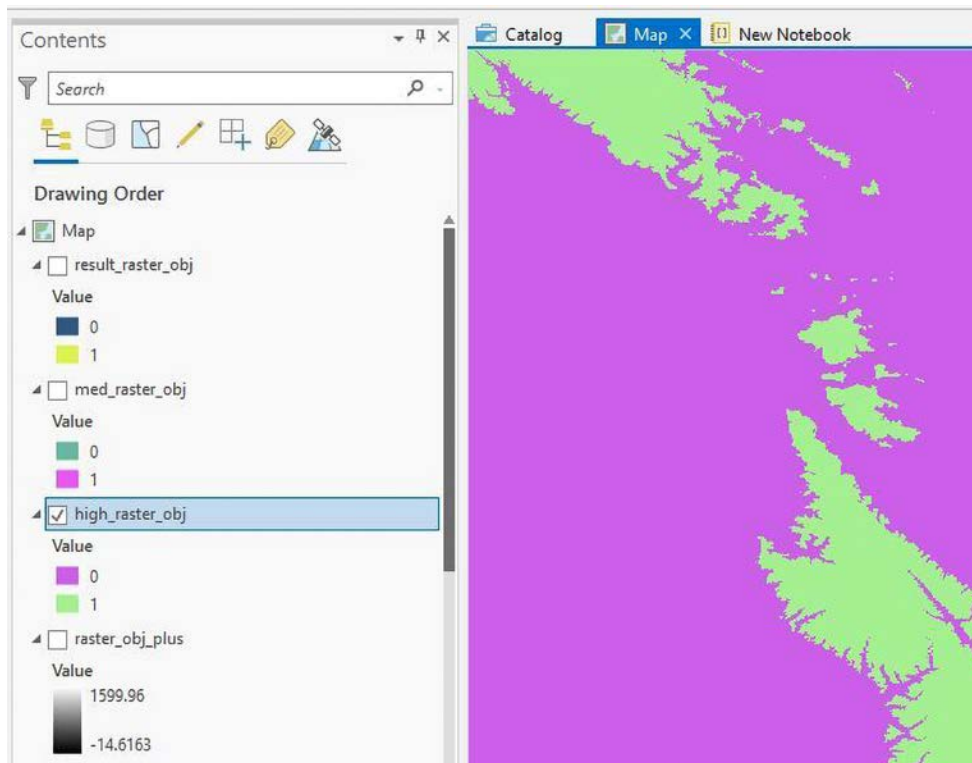 Contents
Catalog
Map
New Notebook
Search
Drawing Order
Map
result_raster_obj
Value
0
1
med_raster_obj
Value
0
1
high_raster_obj
Value
0
1
raster_obj_plus
Value
1599.96
-14.6163